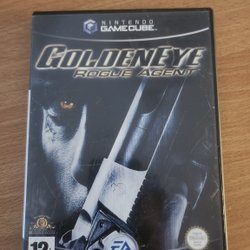 NINTENDO
GAMECUBE
GOLDENEYE
ROGUE AGENT
EA
12